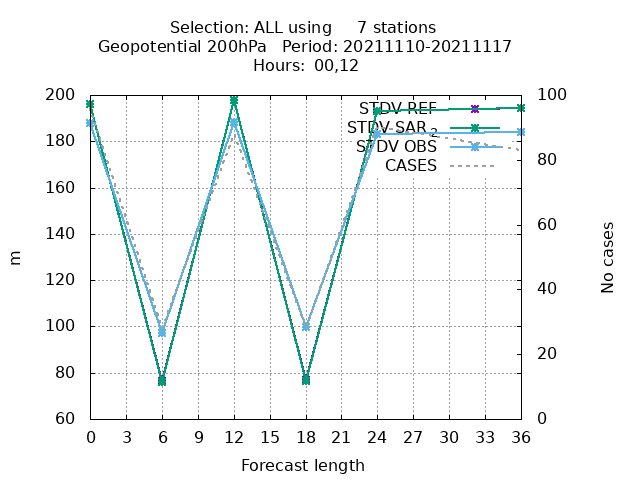 Selection: ALL using     7 stations
Geopotential 200hPa   Period: 20211110-20211117
Hours: 00,12
200 100
STDV REF
STDV SAR 2
180
STDV OBS
80
CASES
160
140
60
m
No cases
120
40
100
20
80
60 0
0 3 6 9 12 15 18 21 24 27 30 33 36
Forecast length